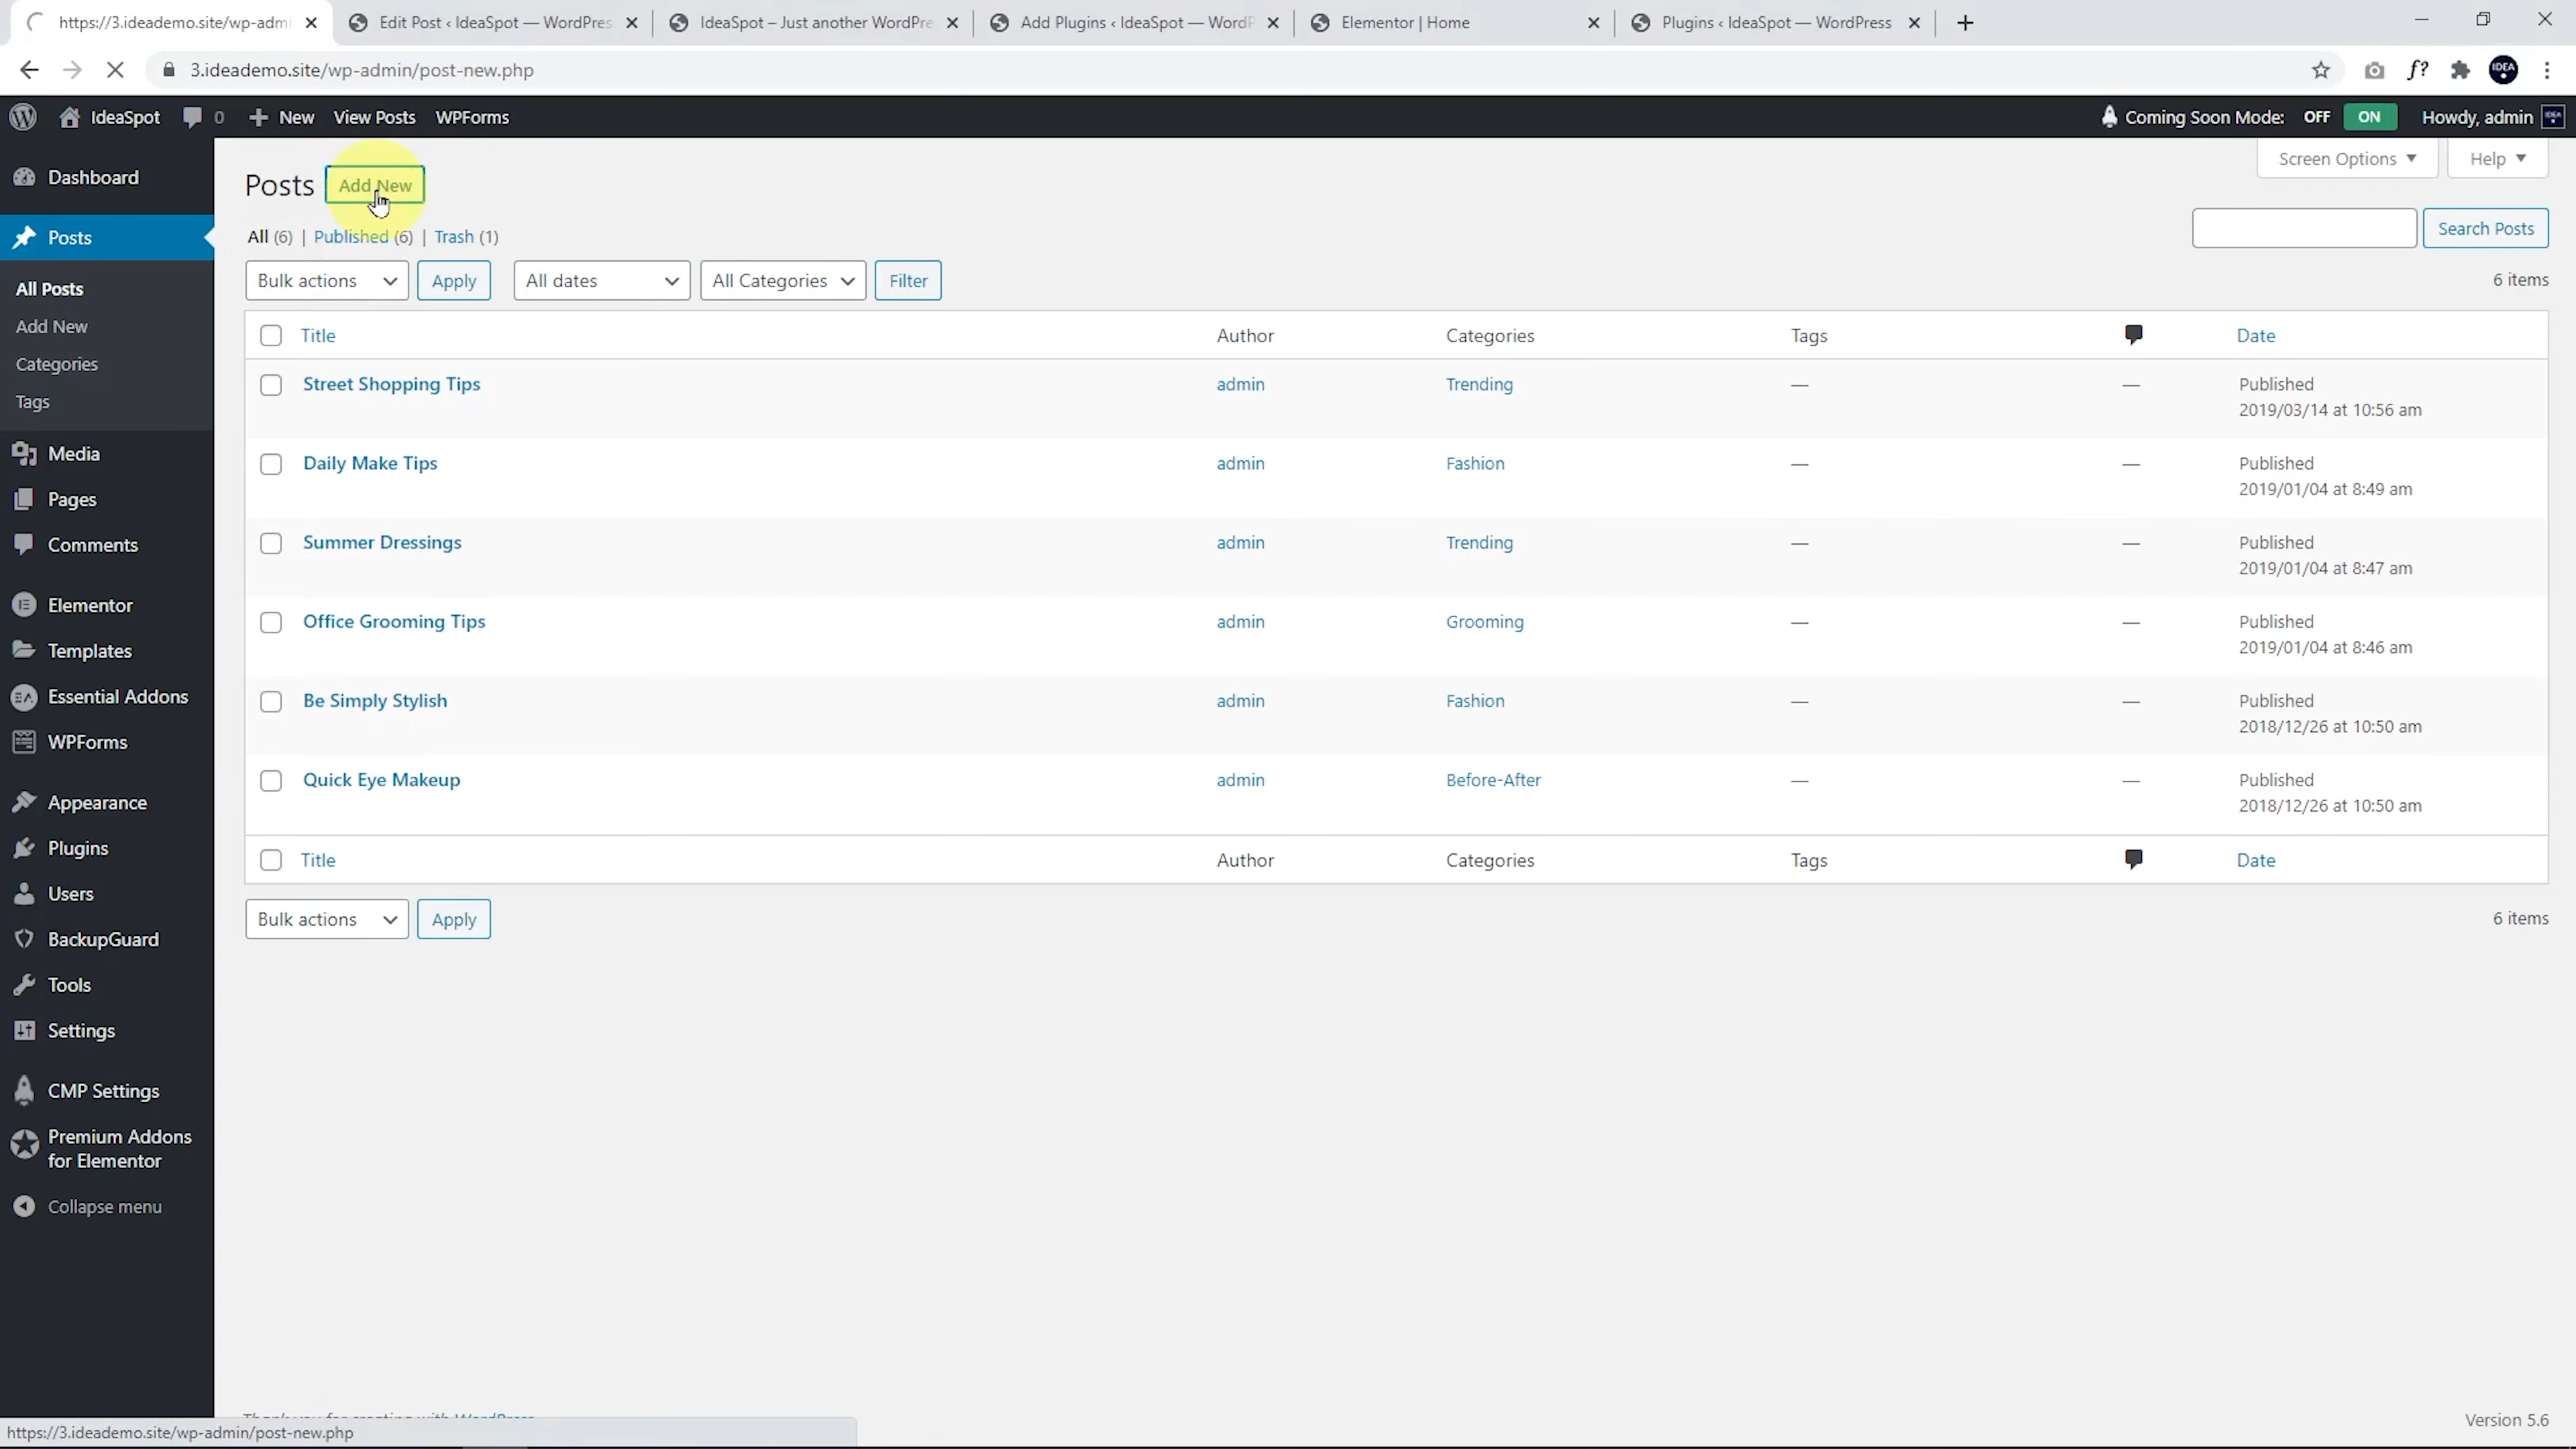 https://3.ideademo.site/wp-admi
Edit Post ‹ IdeaSpot — WordPres
IdeaSpot – Just another WordPre
Add Plugins ‹ IdeaSpot — WordP
Elementor | Home
Plugins ‹ IdeaSpot — WordPress
3.ideademo.site/wp-admin/post-new.php
f?
IDEA
IdeaSpot
0
New
View Posts
WPForms
Coming Soon Mode: OFF ON
Howdy, admin
Dashboard
Posts
All Posts
Add New
Categories
Tags
Media
Pages
Comments
Elementor
Templates
Essential Addons
WPForms
Appearance
Plugins
Users
BackupGuard
Tools
Settings
CMP Settings
Premium Addons
for Elementor
Collapse menu
Posts Add New
Screen Options Help
All (6) | Published (6) | Trash (1)
Search Posts
Bulk actions Apply All dates All Categories Filter
6 items
Title Author Categories Tags Date
Street Shopping Tips admin Trending — — Published
2019/03/14 at 10:56 am
Daily Make Tips admin Fashion — — Published
2019/01/04 at 8:49 am
Summer Dressings admin Trending — — Published
2019/01/04 at 8:47 am
Office Grooming Tips admin Grooming — — Published
2019/01/04 at 8:46 am
Be Simply Stylish admin Fashion — — Published
2018/12/26 at 10:50 am
Quick Eye Makeup admin Before-After — — Published
2018/12/26 at 10:50 am
Title Author Categories Tags Date
Bulk actions Apply
6 items
Thank you for creating with WordPress
Version 5.6
https://3.ideademo.site/wp-admin/post-new.php